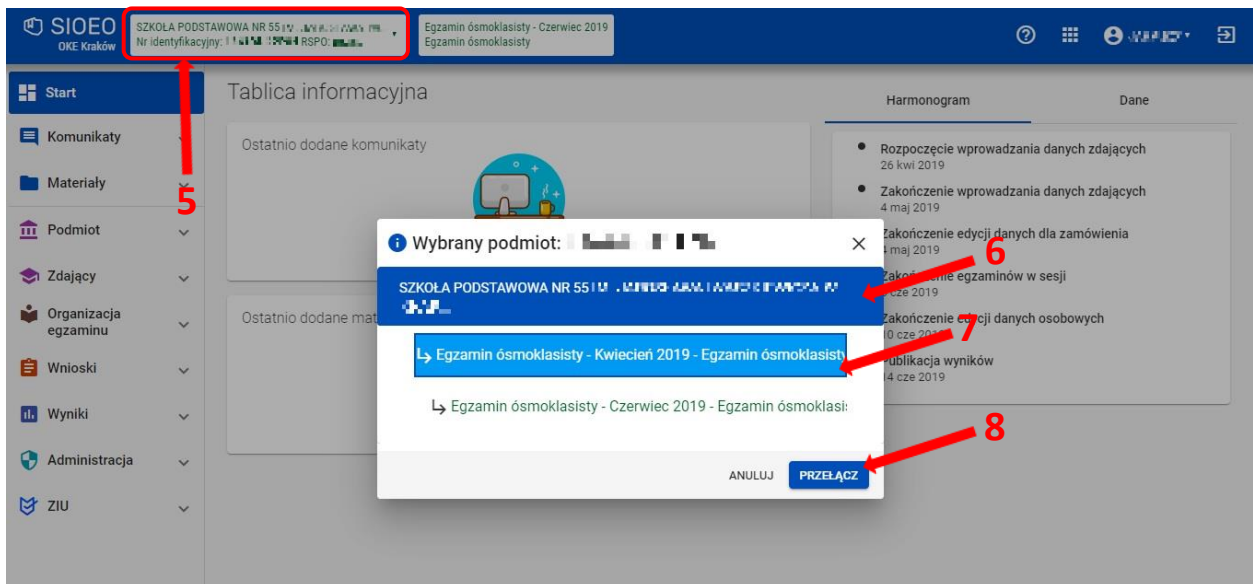 SIOEO
OKE Kraków
SZKOŁA PODSTAWOWA NR 55
Nr identyfikacyjny: RSPO:
Egzamin ósmoklasisty - Czerwiec 2019
Egzamin ósmoklasisty
Start
Komunikaty
Materiały
Podmiot
Zdający
Organizacja
egzaminu
Wnioski
Wyniki
Administracja
ZIU
5
Tablica informacyjna
Ostatnio dodane komunikaty
Ostatnio dodane mat
Wybrany podmiot:
SZKOŁA PODSTAWOWA NR 55
Egzamin ósmoklasisty - Kwiecień 2019 - Egzamin ósmoklasisty
Egzamin ósmoklasisty - Czerwiec 2019 - Egzamin ósmoklasi
ANULUJ
PRZEŁĄCZ
Harmonogram
Dane
Rozpoczęcie wprowadzania danych zdających
26 kwi 2019
Zakończenie wprowadzania danych zdających
4 maj 2019
Zakończenie edycji danych dla zamówienia
maj 2019
6
Zakończenie egzaminów w sesji
cze 2019
Zakończenie edycji danych osobowych
10 cze 2019
7
Publikacja wyników
14 cze 2019
8